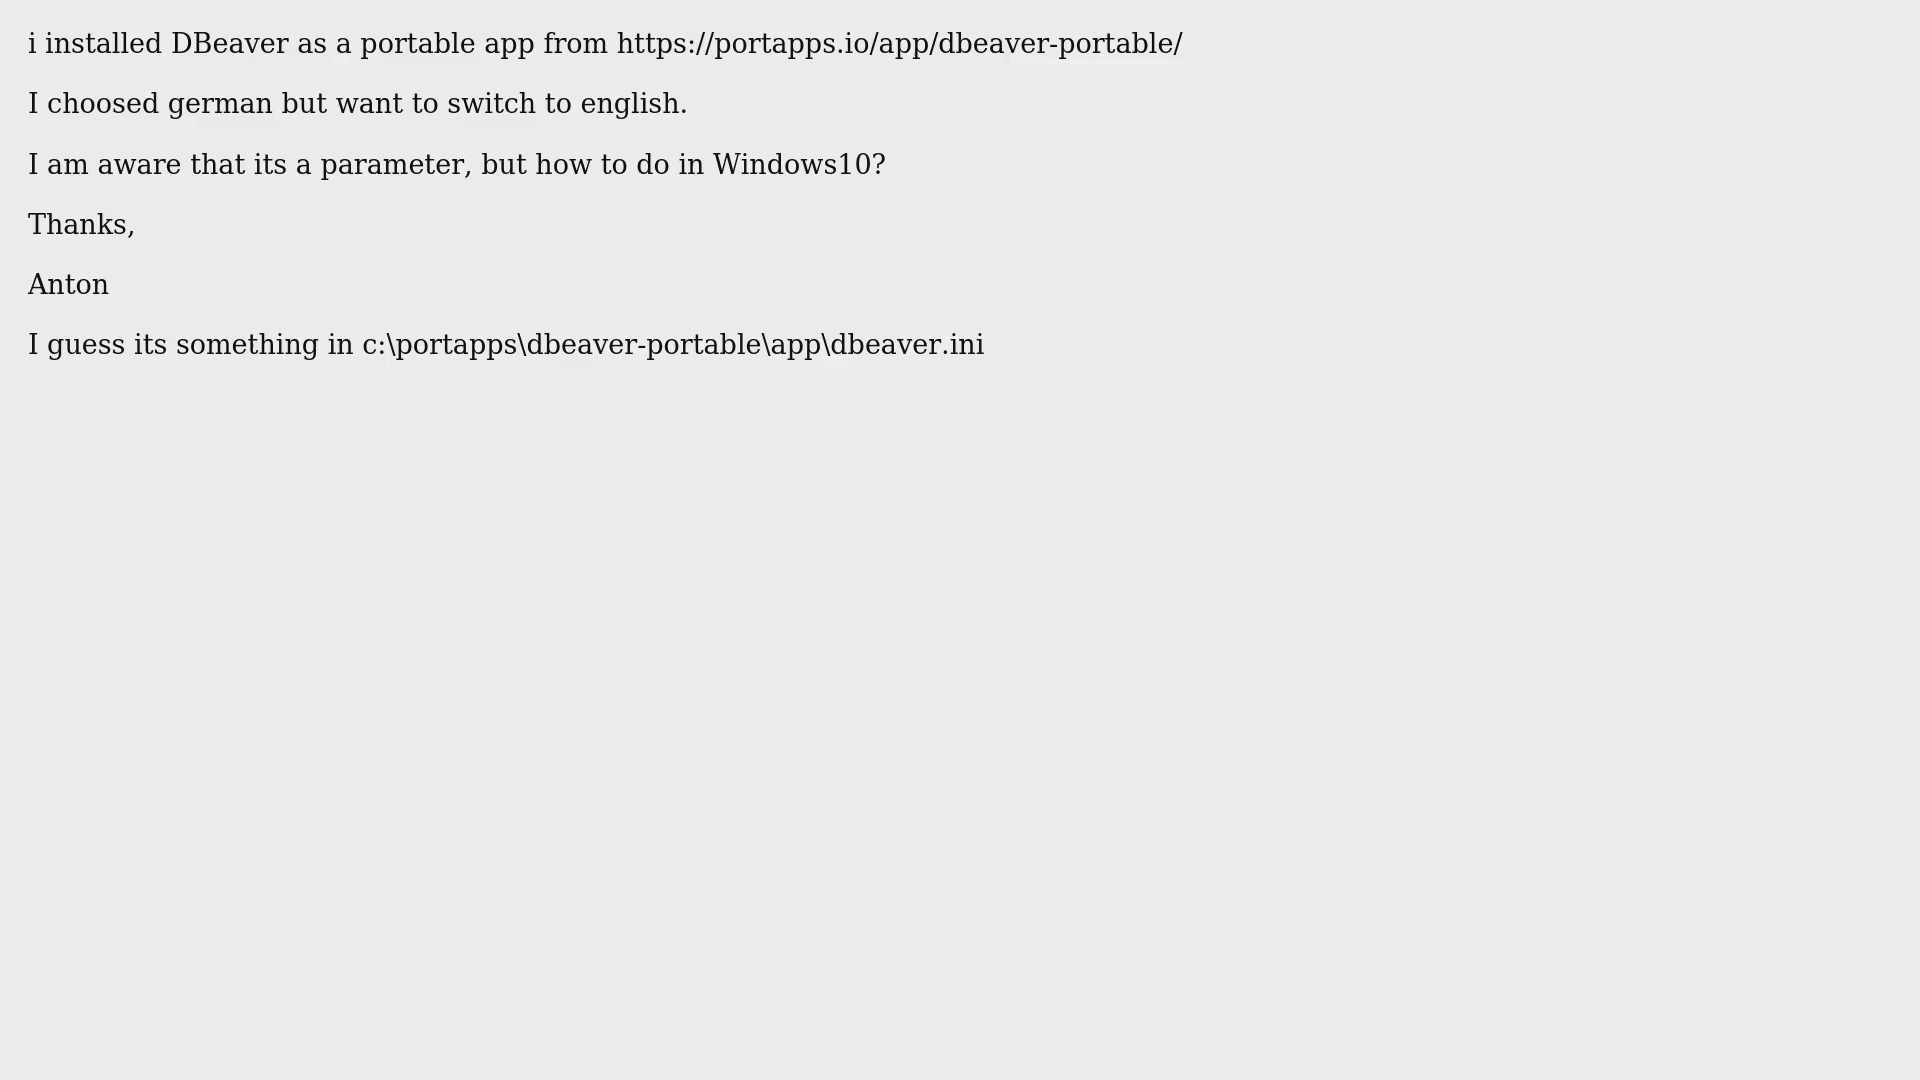 i installed DBeaver as a portable app from https://portapps.io/app/dbeaver-portable/
I choosed german but want to switch to english.
I am aware that its a parameter, but how to do in Windows10?
Thanks,
Anton
I guess its something in c:\portapps\dbeaver-portable\app\dbeaver.ini